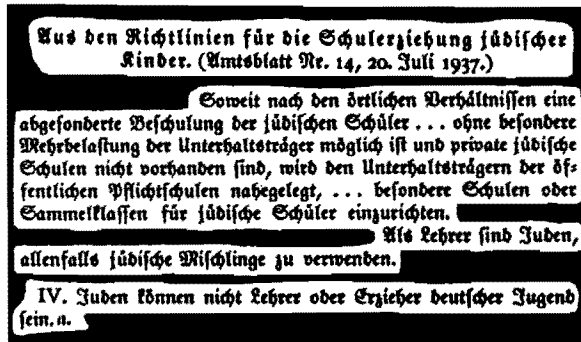 Aus den Richtlinien für die Schulerziehung jüdischer
Kinder. (Amtsblatt Nr. 14, 20. Juli 1937.)
Soweit nach den örtlichen Verhältnissen eine
abgesonderte Beschulung der jüdischen Schüler ... ohne besondere
Mehrbelastung der Unterhaltsträger möglich ist und private jüdische
Schulen nicht vorhanden sind, wird den Unterhaltsträgern der öf-
fentlichen Pflichtschulen nahegelegt, ... besondere Schulen oder
Sammelklassen für jüdische Schüler einzurichten.
Als Lehrer sind Juden,
allenfalls jüdische Mischlinge zu verwenden.
IV. Juden können nicht Lehrer oder Erzieher deutscher Jugend
sein.